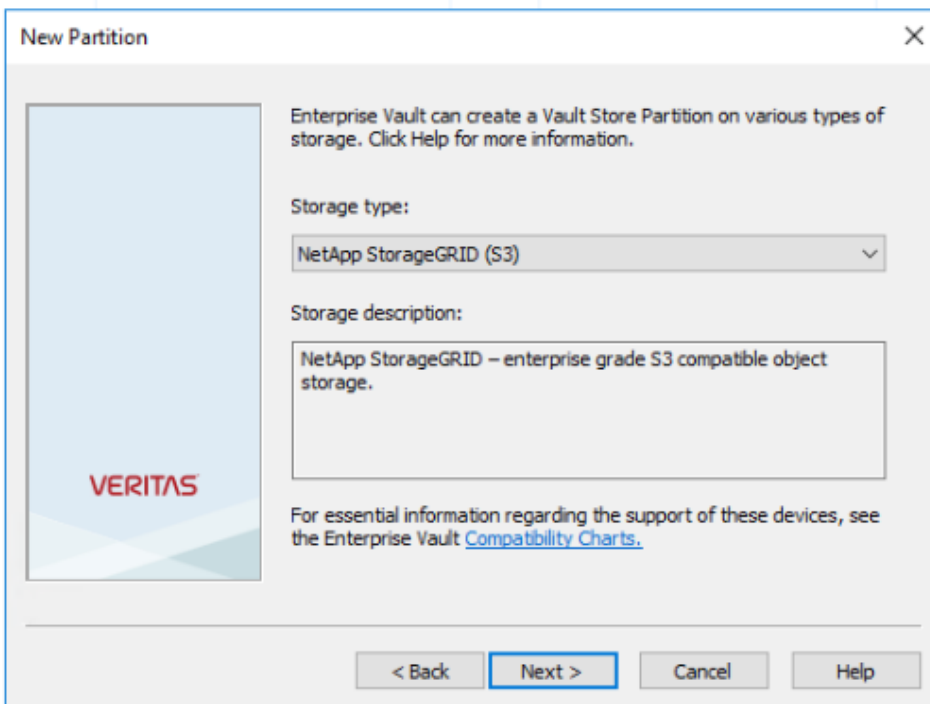 New Partition
Enterprise Vault can create a Vault Store Partition on various types of
storage. Click Help for more information.
Storage type:
NetApp StorageGRID (S3)
Storage description:
NetApp StorageGRID – enterprise grade S3 compatible object
storage.
VERITAS
For essential information regarding the support of these devices, see
the Enterprise Vault Compatibility Charts.
< Back
Next >
Cancel
Help